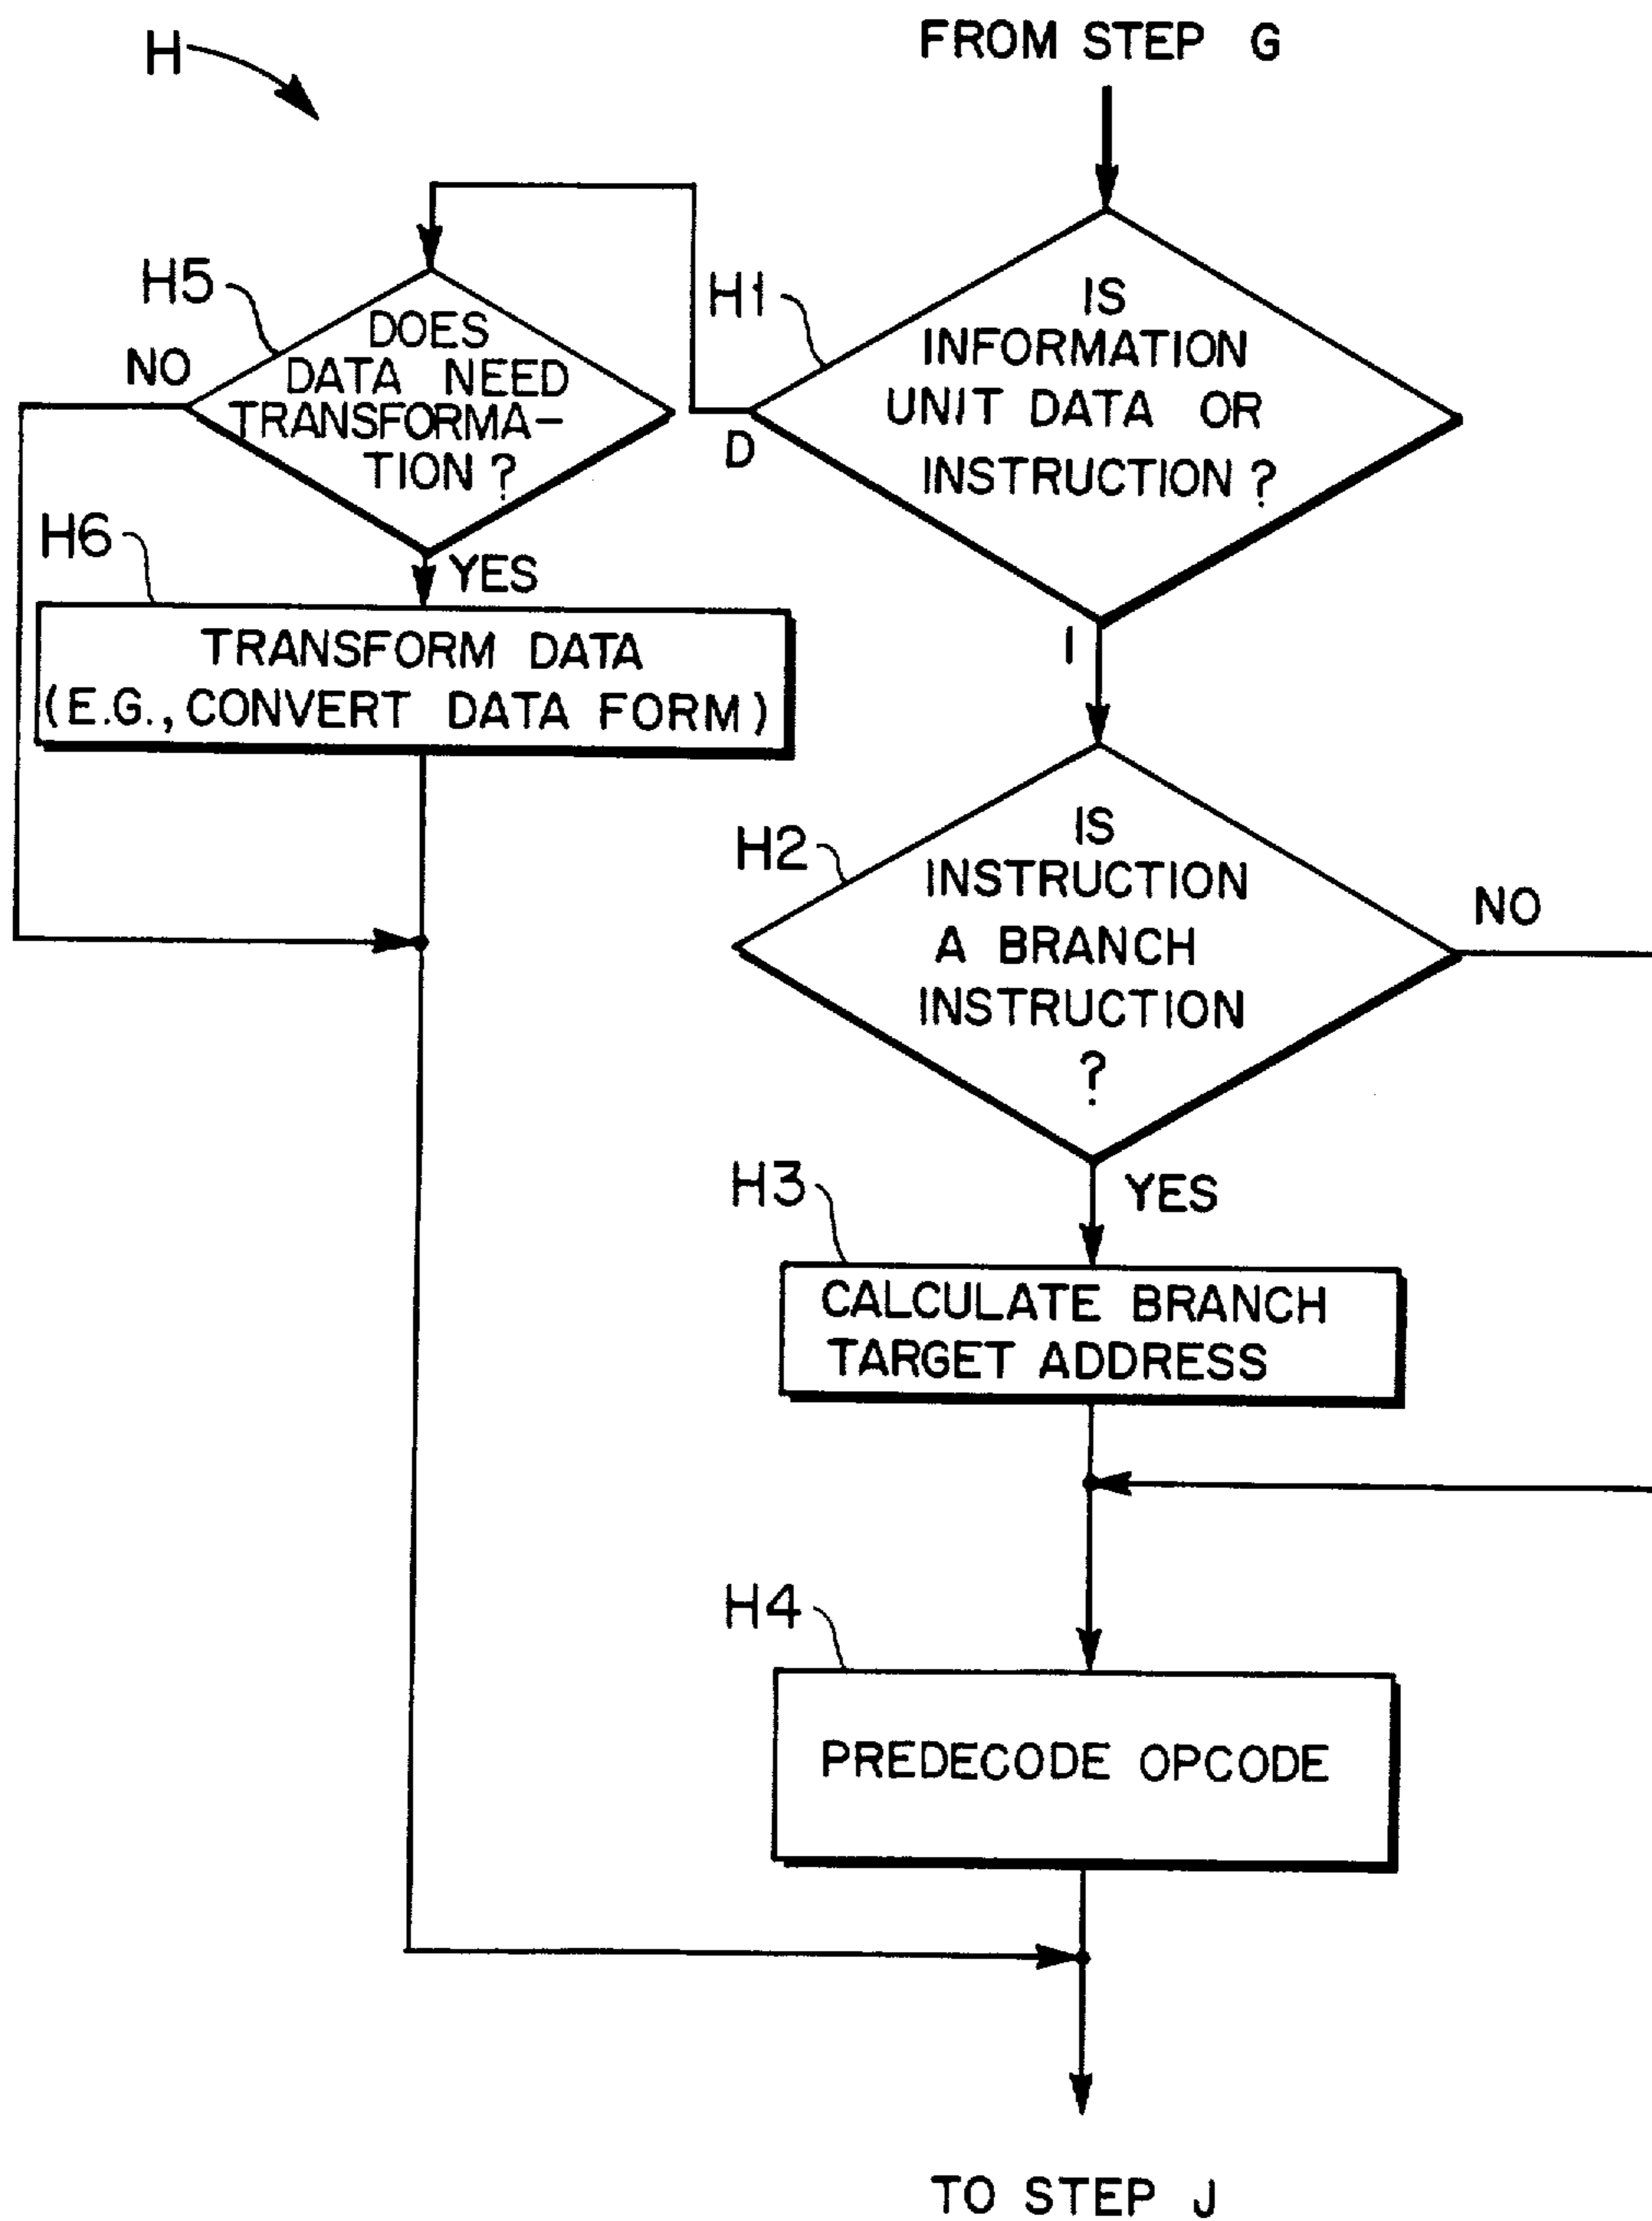 H
FROM STEP G
H1
IS
INFORMATION
UNIT DATA OR
INSTRUCTION?
D
I
H5
DOES
DATA NEED
TRANSFORMA-
TION?
NO
YES
H6
TRANSFORM DATA
(E.G., CONVERT DATA FORM)
H2
IS
INSTRUCTION
A BRANCH
INSTRUCTION
?
NO
YES
H3
CALCULATE BRANCH
TARGET ADDRESS
H4
PREDECODE OPCODE
TO STEP J